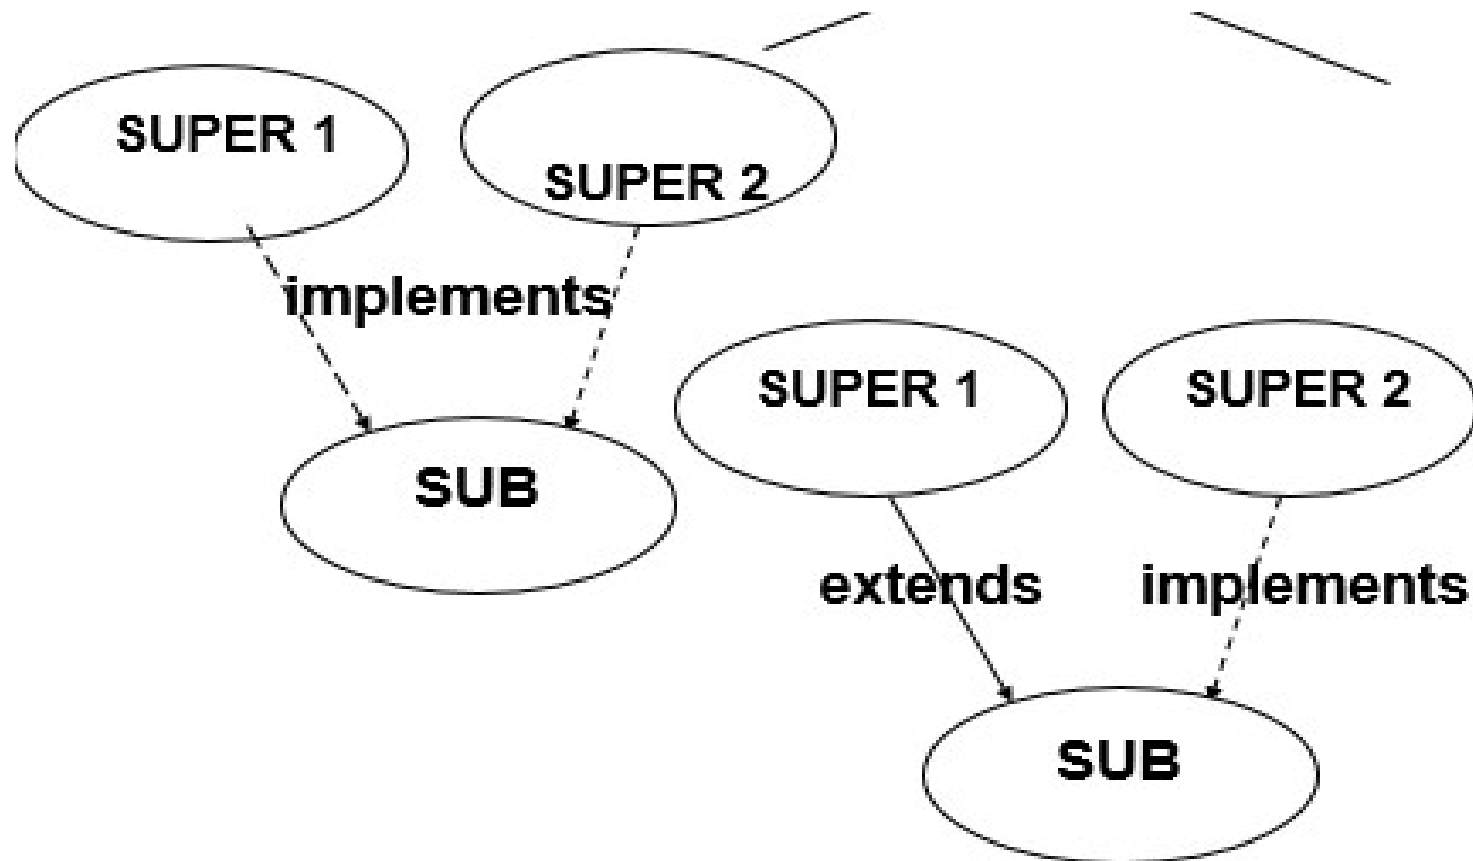 SUPER 1
SUPER 2
implements
SUB
SUPER 1
SUPER 2
extends
implements
SUB